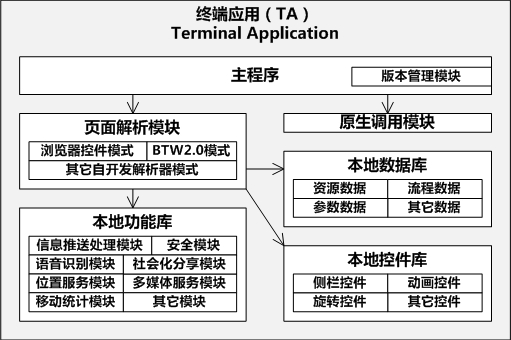 终端应用（TA）
Terminal Application
主程序
版本管理模块
页面解析模块
浏览器控件模式 BTW2.0模式
其它自开发解析器模式
原生调用模块
本地数据库
资源数据 流程数据
参数数据 其它数据
本地功能库
信息推送处理模块 安全模块
语音识别模块 社会化分享模块
位置服务模块 多媒体服务模块
移动统计模块 其它模块
本地控件库
侧栏控件 动画控件
旋转控件 其它控件